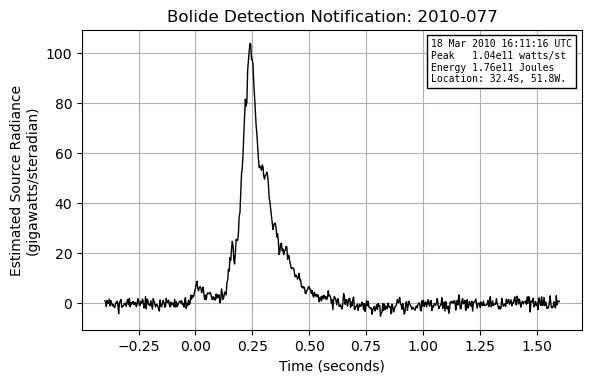 Bolide Detection Notification: 2010-077
18 Mar 2010 16:11:16 UTC
Peak   1.04e11 watts/st
Energy 1.76e11 Joules
Location: 32.4S, 51.8W.
Estimated Source Radiance
(gigawatts/steradian)
100
80
60
40
20
0
−0.25 0.00 0.25 0.50 0.75 1.00 1.25 1.50
Time (seconds)